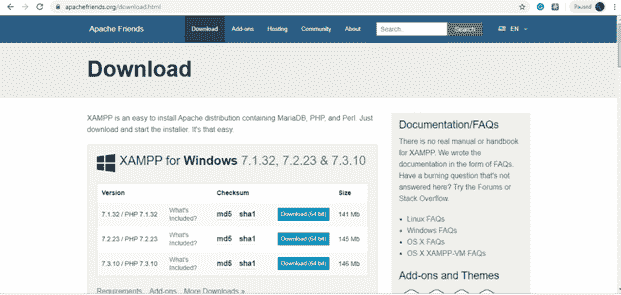 apachefriends.org/download.html
Paused
Apache Friends Download Add-ons Hosting Community About Search... Search EN
Download
XAMPP is an easy to install Apache distribution containing MariaDB, PHP, and Perl. Just
download and start the installer. It's that easy.
XAMPP for Windows 7.1.32, 7.2.23 & 7.3.10
Version Checksum Size
7.1.32 / PHP 7.1.32 What's Included? md5 sha1 Download (64 bit) 141 Mb
7.2.23 / PHP 7.2.23 What's Included? md5 sha1 Download (64 bit) 145 Mb
7.3.10 / PHP 7.3.10 What's Included? md5 sha1 Download (64 bit) 146 Mb
Requirements Add-ons More Downloads »
Documentation/FAQs
There is no real manual or handbook
for XAMPP. We wrote the
documentation in the form of FAQs.
Have a burning question that's not
answered here? Try the Forums or
Stack Overflow.
• Linux FAQs
• Windows FAQs
• OS X FAQs
• OS X XAMPP-VM FAQs
Add-ons and Themes